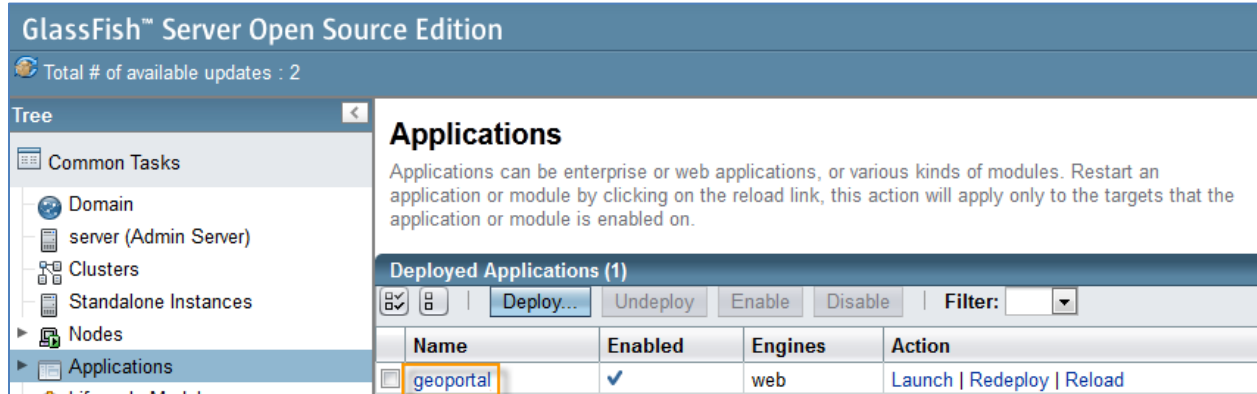 GlassFish™ Server Open Source Edition
Total # of available updates : 2
Tree
Common Tasks
Domain
server (Admin Server)
Clusters
Standalone Instances
Nodes
Applications
Applications
Applications can be enterprise or web applications, or various kinds of modules. Restart an
application or module by clicking on the reload link, this action will apply only to the targets that the
application or module is enabled on.
Deployed Applications (1)
Deploy... Undeploy Enable Disable Filter:
Name Enabled Engines Action
geoportal web Launch | Redeploy | Reload